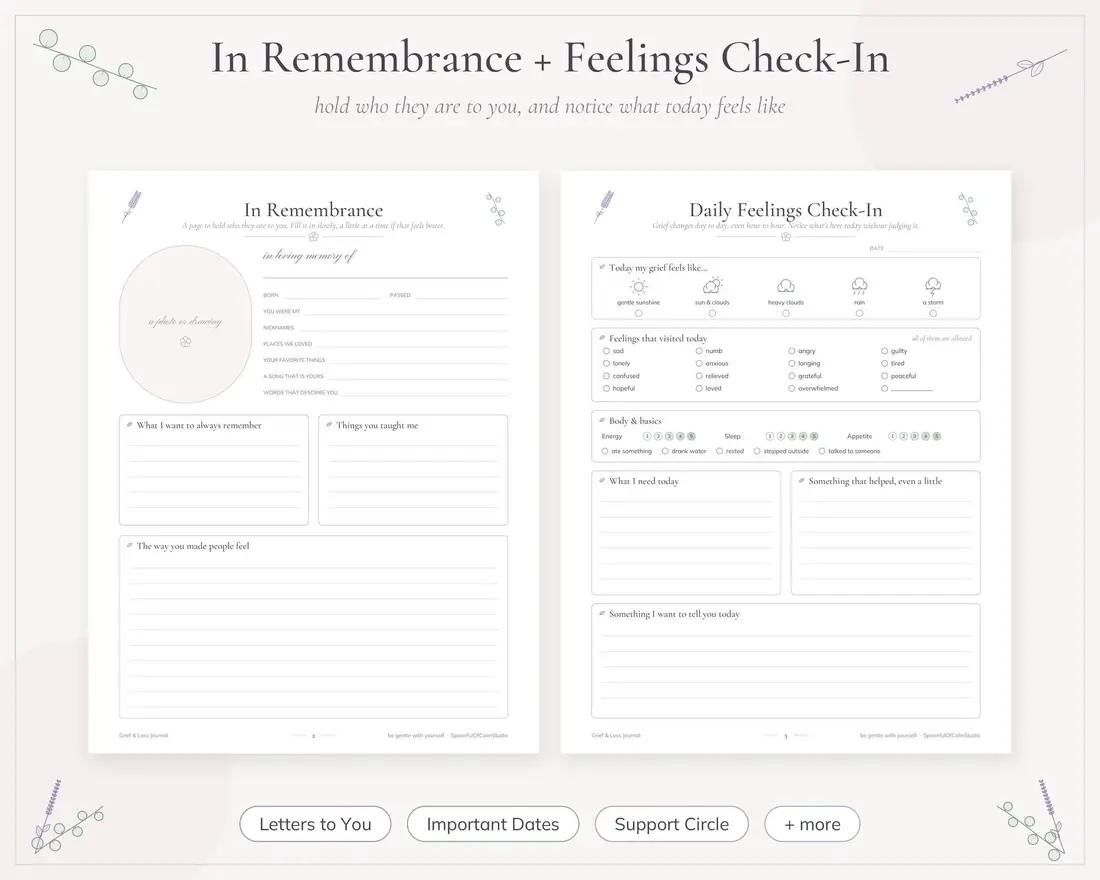 In Remembrance + Feelings Check-In
hold who they are to you, and notice what today feels like
In Remembrance
A page to hold who they are to you. Fill it in slowly, a little at a time if that feels better.
a photo or drawing
in loving memory of
BORN
PASSED
YOU WERE MY
NICKNAMES
PLACES WE LOVED
YOUR FAVORITE THINGS
A SONG THAT IS YOURS
WORDS THAT DESCRIBE YOU
What I want to always remember
Things you taught me
The way you made people feel
Grief & Loss Journal
2
be gentle with yourself · SpoonfulOfCalmStudio
Daily Feelings Check-In
Grief changes day to day, even hour to hour. Notice what's here today without judging it.
DATE
Today my grief feels like...
gentle sunshine
sun & clouds
heavy clouds
rain
a storm
Feelings that visited today
all of them are allowed
sad numb angry guilty
lonely anxious longing tired
confused relieved grateful peaceful
hopeful loved overwhelmed
Body & basics
Energy 1 2 3 4 5 Sleep 1 2 3 4 5 Appetite 1 2 3 4 5
ate something drank water rested stepped outside talked to someone
What I need today
Something that helped, even a little
Something I want to tell you today
Grief & Loss Journal
be gentle with yourself · SpoonfulOfCalmStudio
Letters to You
Important Dates
Support Circle
+ more